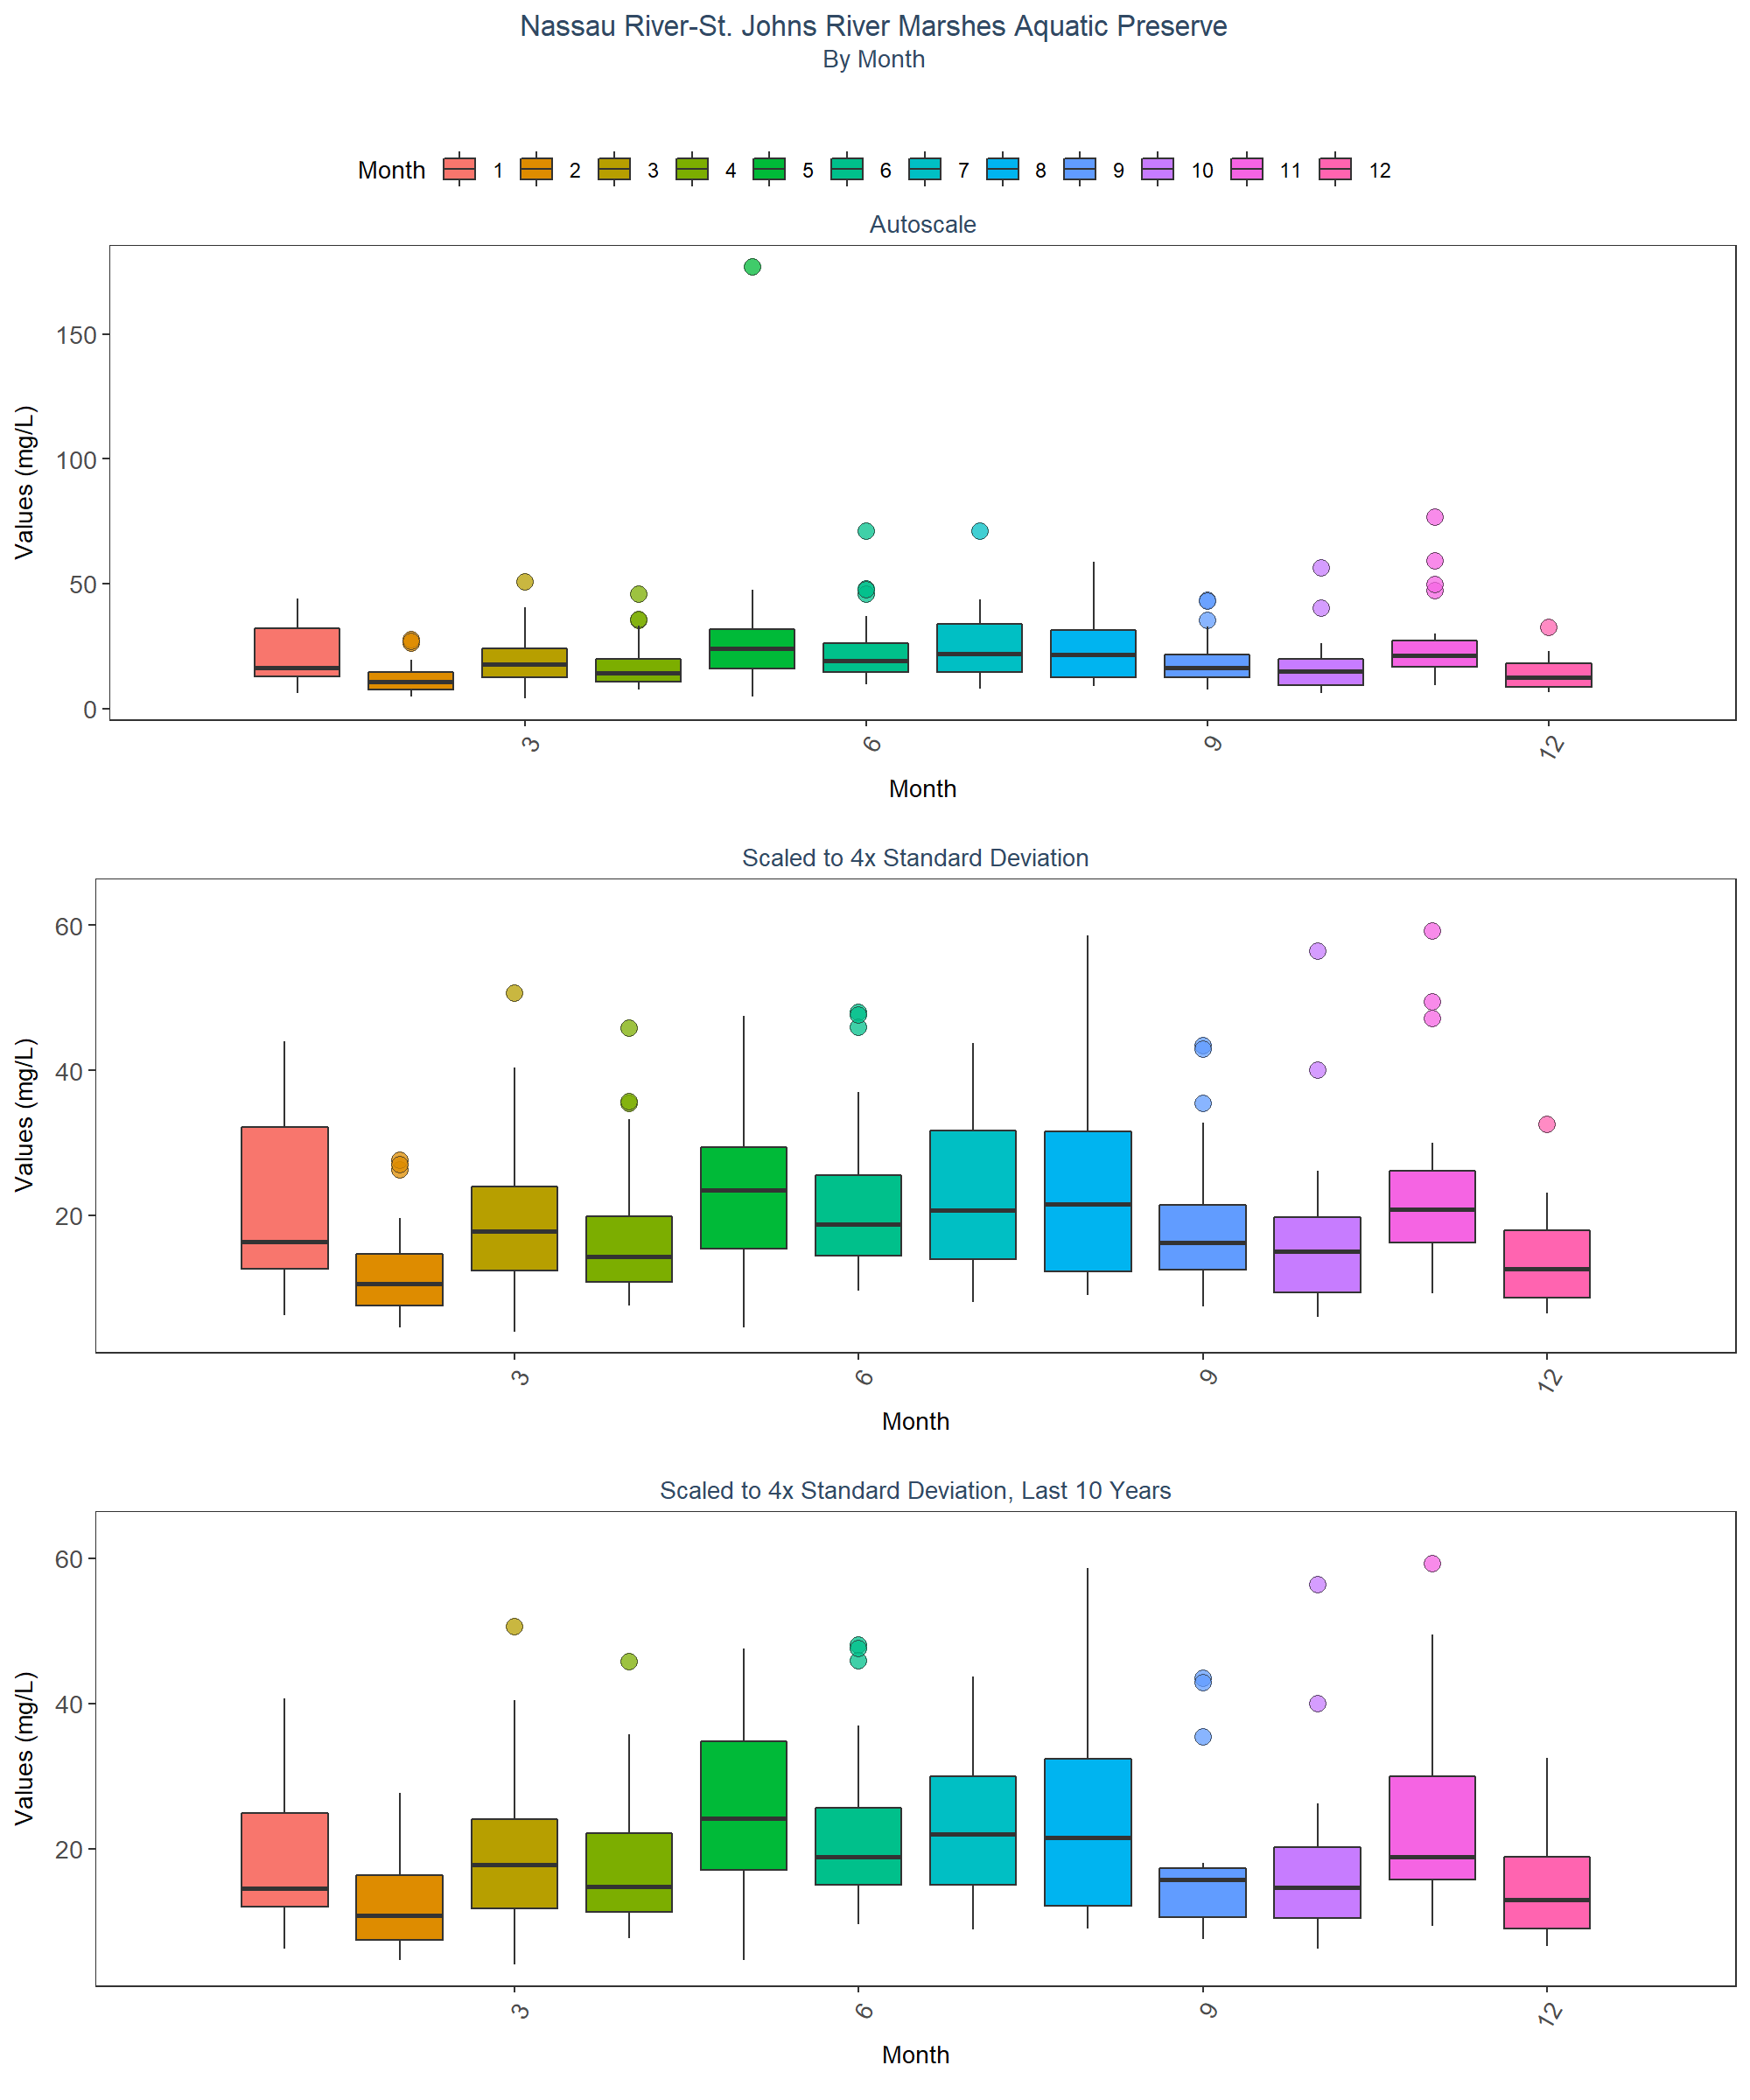 Nassau River-St. Johns River Marshes Aquatic Preserve
By Month
Month 1 2 3 4 5 6 7 8 9 10 11 12
Autoscale
Values (mg/L)
150
100
50
0
3 6 9 12
Month
Scaled to 4x Standard Deviation
Values (mg/L)
60
40
20
3 6 9 12
Month
Scaled to 4x Standard Deviation, Last 10 Years
Values (mg/L)
60
40
20
3 6 9 12
Month